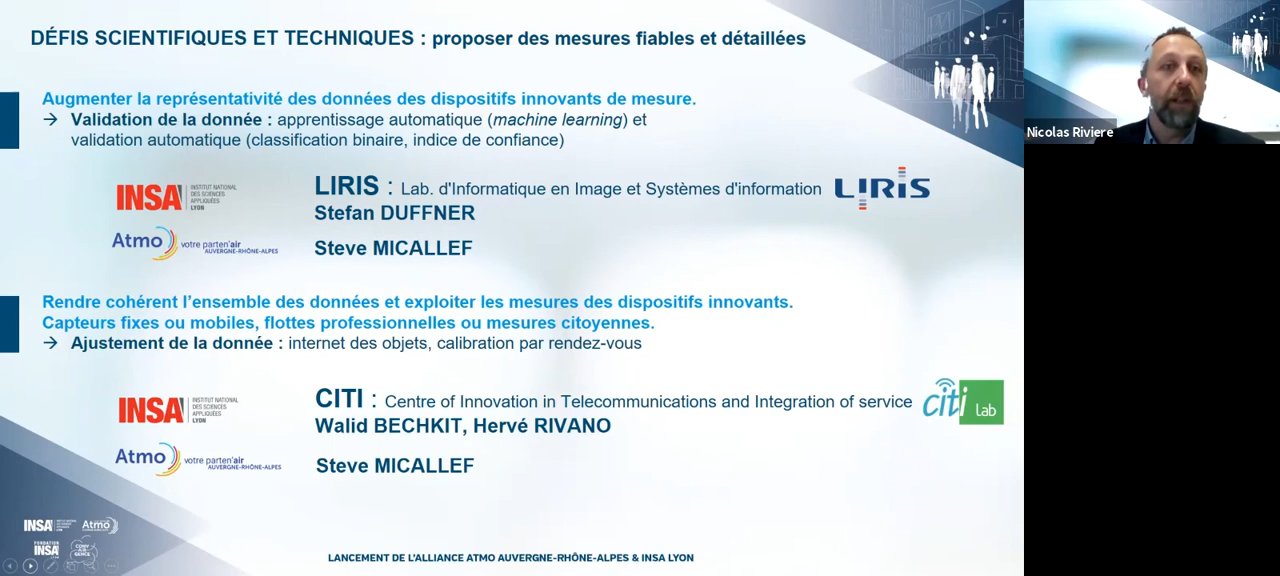 DÉFIS SCIENTIFIQUES ET TECHNIQUES : proposer des mesures fiables et détaillées
Augmenter la représentativité des données des dispositifs innovants de mesure.
→ Validation de la donnée : apprentissage automatique (machine learning) et
validation automatique (classification binaire, indice de confiance)
INSA INSTITUT NATIONAL
DES SCIENCES
APPLIQUÉES
LYON
LIRIS : Lab. d'Informatique en Image et Systèmes d'information
LIRIS
Stefan DUFFNER
Atmo votre parten'air
AUVERGNE-RHÔNE-ALPES
Steve MICALLEF
Rendre cohérent l'ensemble des données et exploiter les mesures des dispositifs innovants.
Capteurs fixes ou mobiles, flottes professionnelles ou mesures citoyennes.
→ Ajustement de la donnée : internet des objets, calibration par rendez-vous
INSA INSTITUT NATIONAL
DES SCIENCES
APPLIQUÉES
LYON
CITI : Centre of Innovation in Telecommunications and Integration of service
citi lab
Walid BECHKIT, Hervé RIVANO
Atmo votre parten'air
AUVERGNE-RHÔNE-ALPES
Steve MICALLEF
INSA Atmo
FONDATION
INSA
LANCEMENT DE L'ALLIANCE ATMO AUVERGNE-RHÔNE-ALPES & INSA LYON
Nicolas Riviere